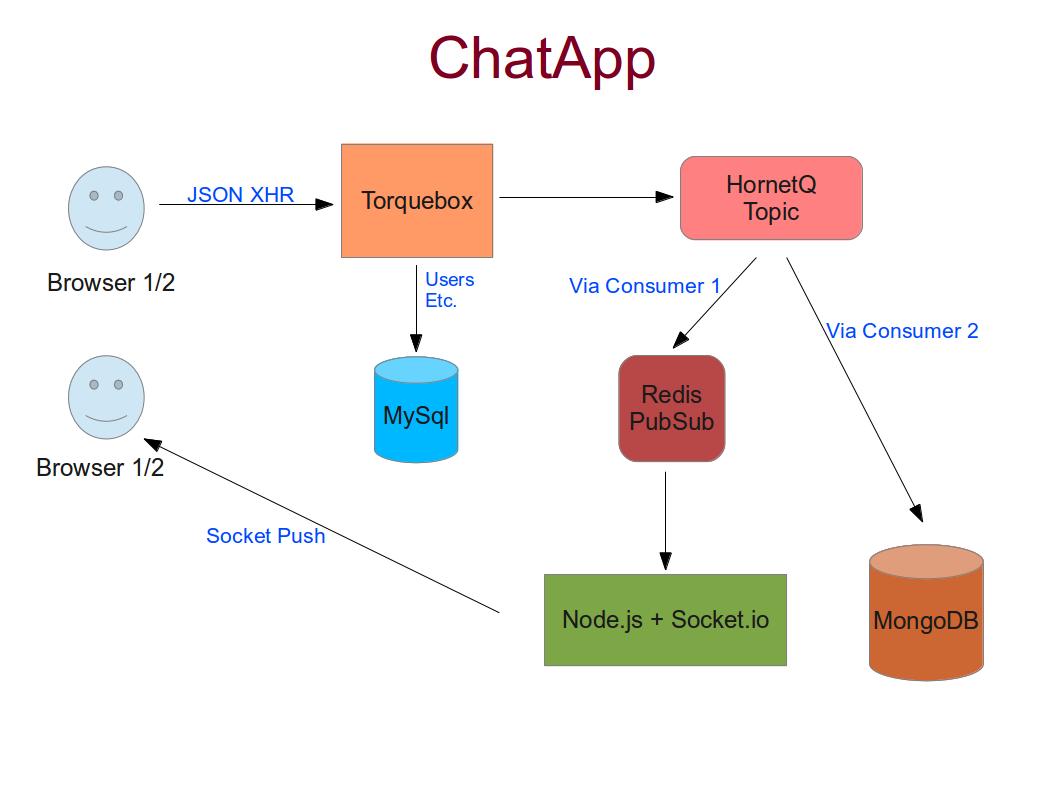 ChatApp
JSON XHR
Torquebox
HornetQ
Topic
Browser 1/2
Users
Etc.
Via Consumer 1
Via Consumer 2
MySql
Redis
PubSub
Browser 1/2
Socket Push
Node.js + Socket.io
MongoDB